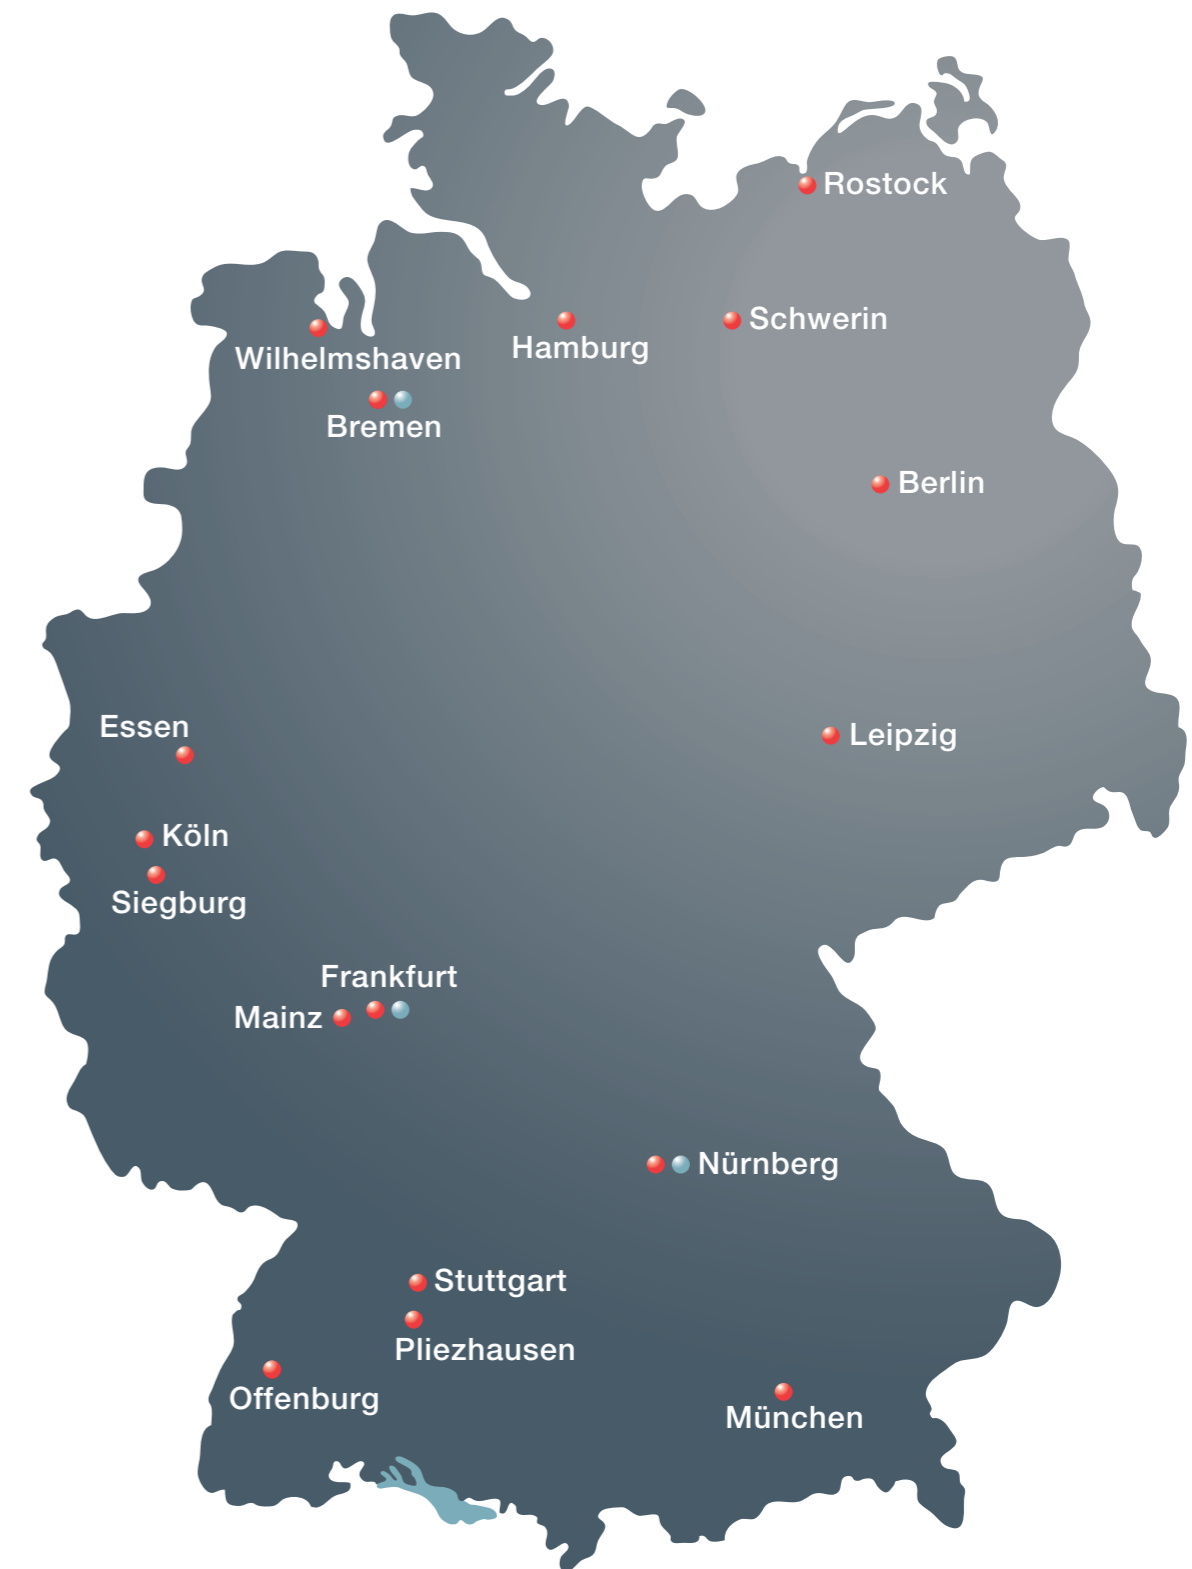 Rostock
Schwerin
Hamburg
Wilhelmshaven
Bremen
Berlin
Essen
Leipzig
Köln
Siegburg
Frankfurt
Mainz
Nürnberg
Stuttgart
Pliezhausen
Offenburg
München